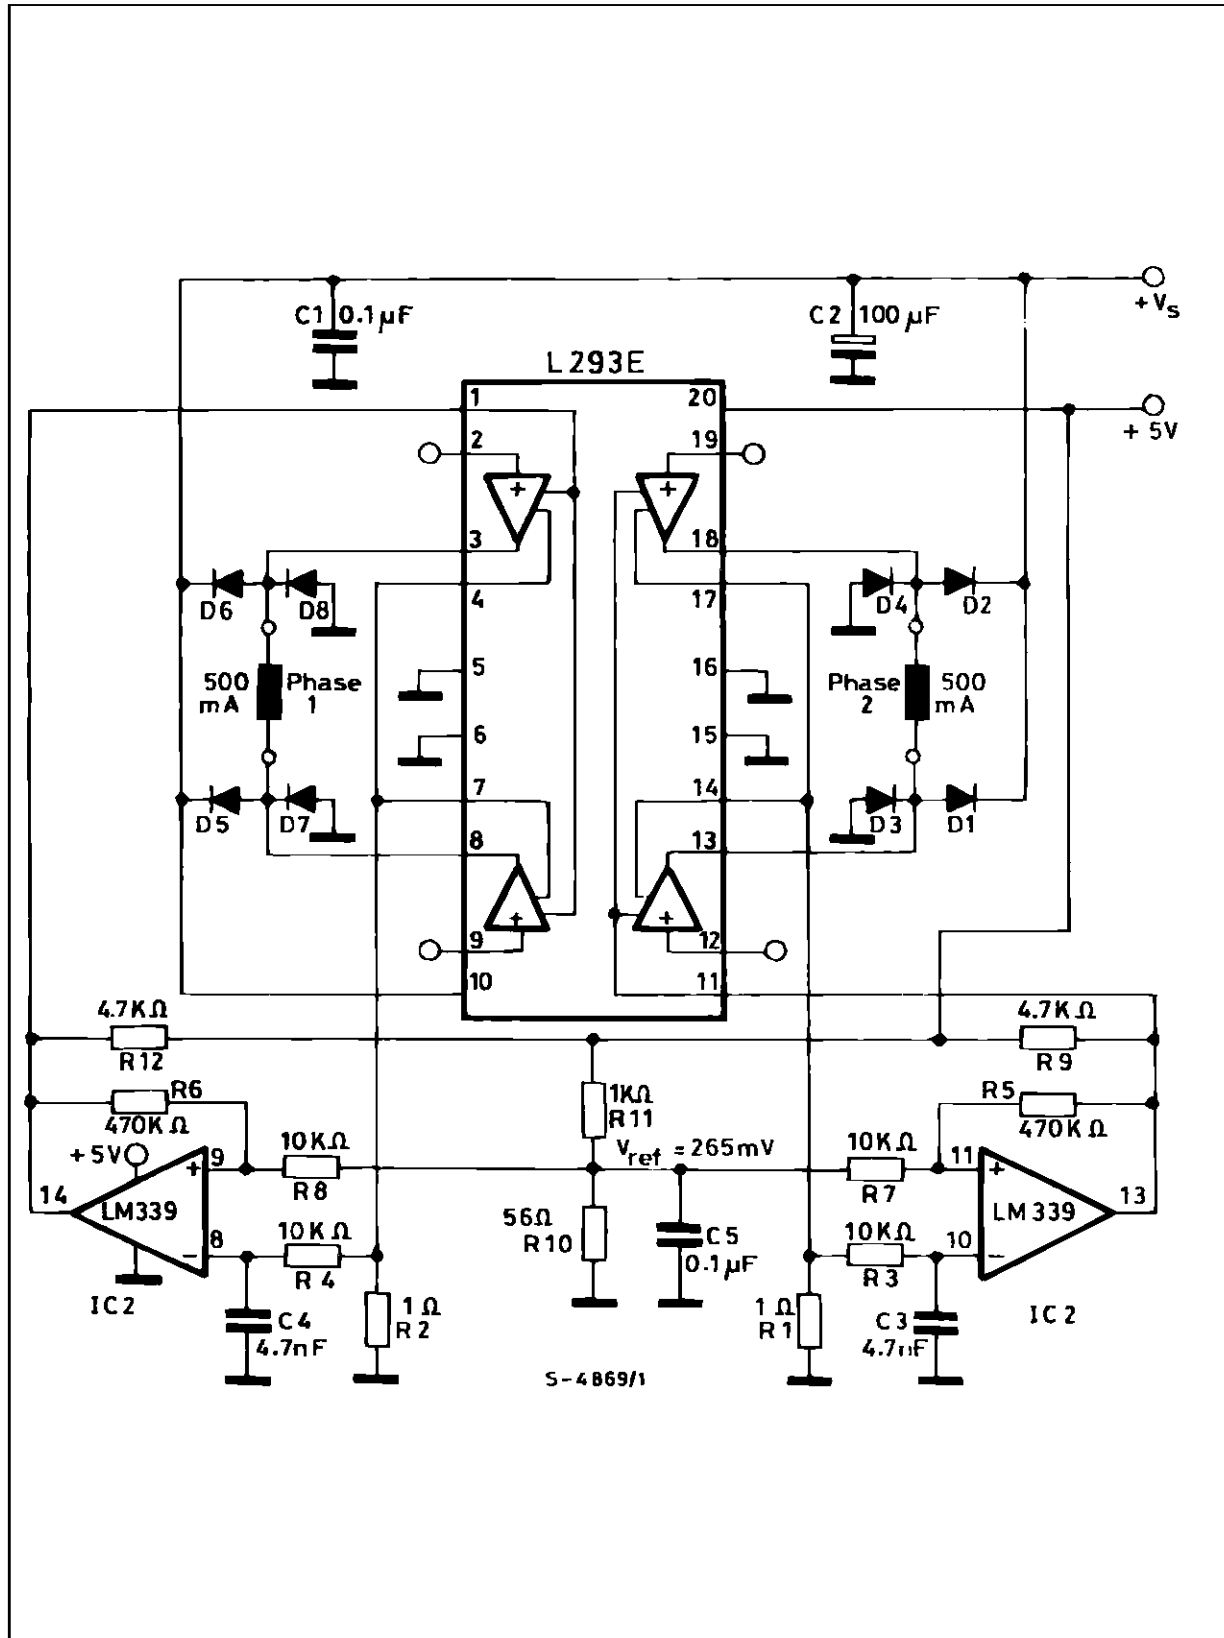 C1 0.1µF
C2 100µF
+Vs
L293E
1 20
+ 5V
2 19
3 18
4 17
D6 D8
D4 D2
500 mA
Phase 1
5 16
Phase 2
500 mA
6 15
7 14
D5 D7
D3 D1
8 13
9 12
10 11
+ + + +
4.7KΩ
R12
4.7KΩ
R9
R6
470KΩ
1KΩ
R11
R5
470KΩ
+5V
9
10KΩ
R8
Vref = 265mV
10KΩ
R7
11
14
+
LM339
-
8
10KΩ
R4
56Ω
R10
C5
0.1µF
10KΩ
R3
10
+
LM339
-
13
IC2
C4
4.7nF
1Ω
R2
1Ω
R1
C3
4.7nF
IC2
S-4869/1